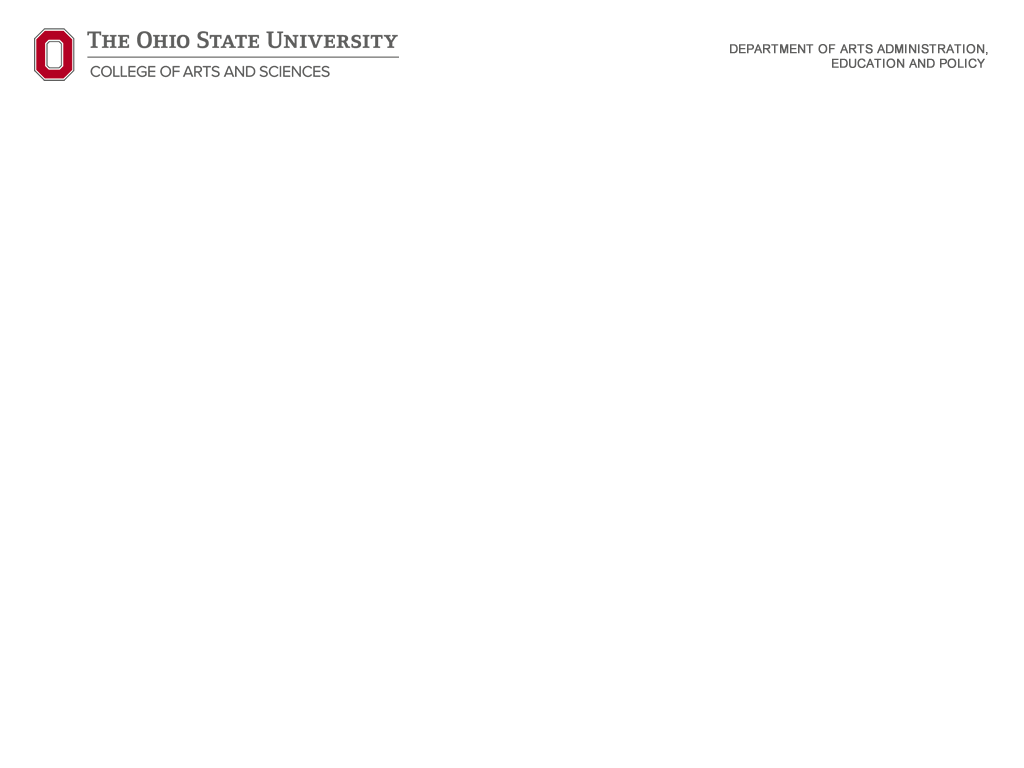 THE OHIO STATE UNIVERSITY
COLLEGE OF ARTS AND SCIENCES
DEPARTMENT OF ARTS ADMINISTRATION,
EDUCATION AND POLICY